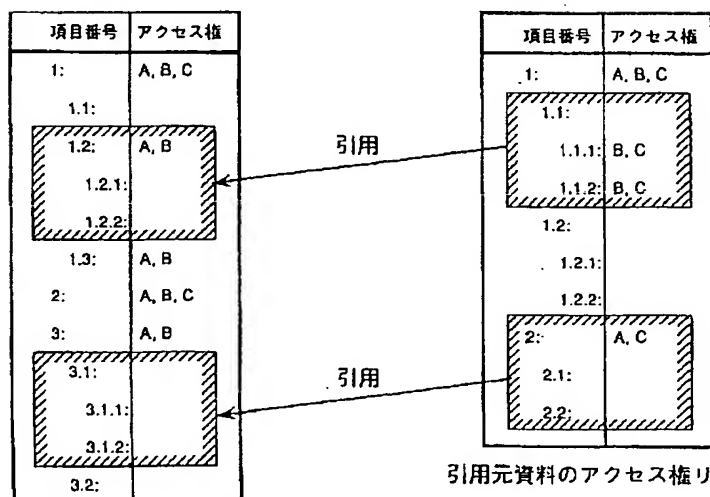 項目番号 アクセス権
1: A, B, C
1.1:
1.2: A, B
1.2.1:
1.2.2:
1.3: A, B
2: A, B, C
3: A, B
3.1:
3.1.1:
3.1.2:
3.2:
引用
引用
項目番号 アクセス権
1: A, B, C
1.1:
1.1.1: B, C
1.1.2: B, C
1.2:
1.2.1:
1.2.2:
2: A, C
2.1:
2.2:
引用元資料のアクセス権リ